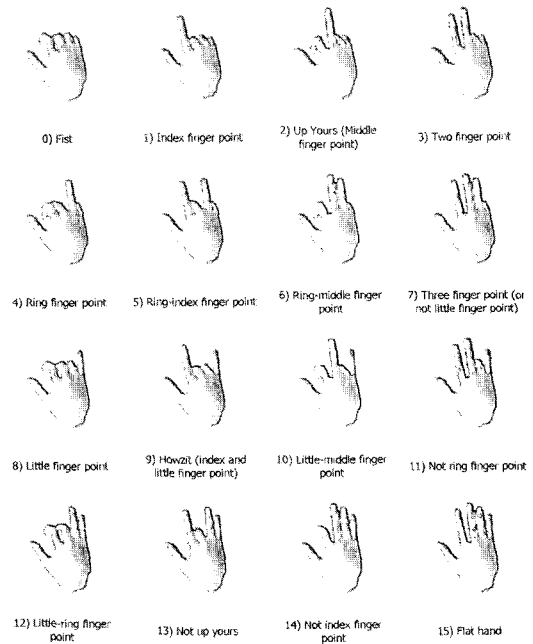 0) Fist
1) Index finger point
2) Up Yours (Middle
finger point)
3) Two finger point
4) Ring finger point
5) Ring-index finger point
6) Ring-middle finger
point
7) Three finger point (or
not little finger point)
8) Little finger point
9) Howzit (index and
little finger point)
10) Little-middle finger
point
11) Not ring finger point
12) Little-ring finger
point
13) Not up yours
14) Not index finger
point
15) Flat hand